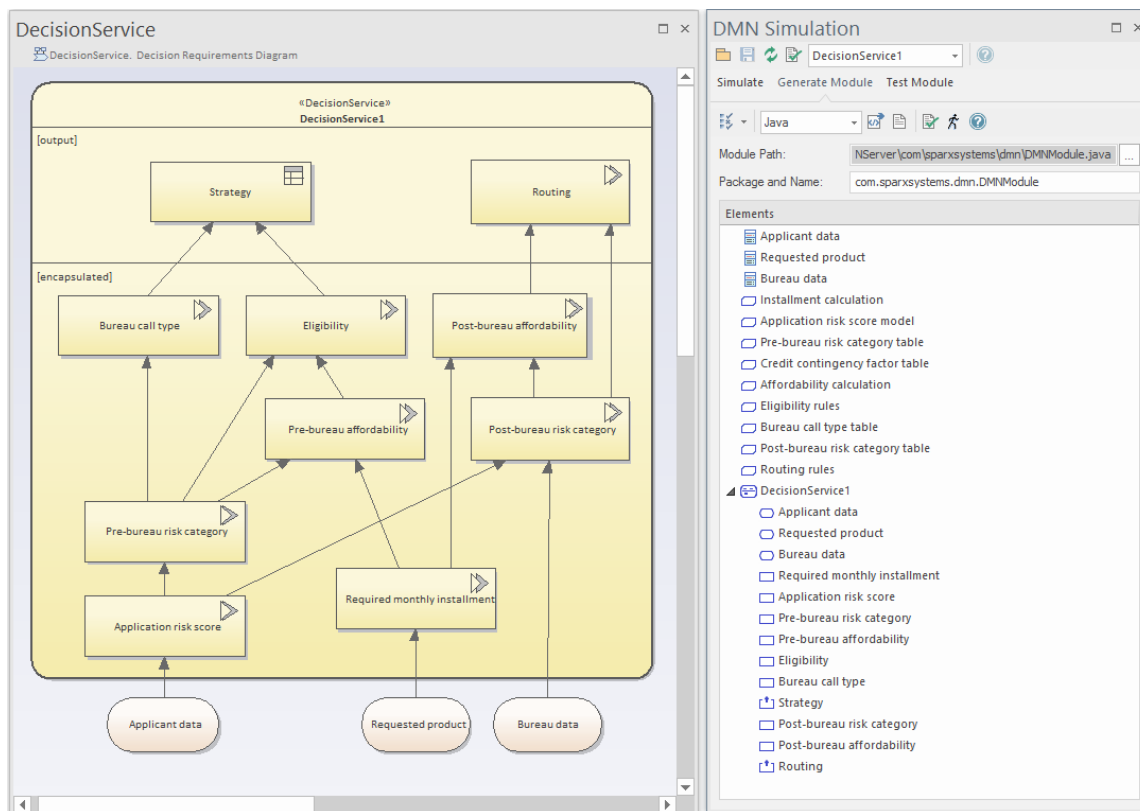 DecisionService
DecisionService. Decision Requirements Diagram
«DecisionService»
DecisionService1
[output]
Strategy
Routing
[encapsulated]
Bureau call type
Eligibility
Post-bureau affordability
Pre-bureau affordability
Post-bureau risk category
Pre-bureau risk category
Required monthly installment
Application risk score
Applicant data
Requested product
Bureau data
DMN Simulation
DecisionService1
Simulate Generate Module Test Module
Java
Module Path: NServer\com\sparxsystems\dmn\DMNModule.java ...
Package and Name: com.sparxsystems.dmn.DMNModule
Elements
Applicant data
Requested product
Bureau data
Installment calculation
Application risk score model
Pre-bureau risk category table
Credit contingency factor table
Affordability calculation
Eligibility rules
Bureau call type table
Post-bureau risk category table
Routing rules
DecisionService1
Applicant data
Requested product
Bureau data
Required monthly installment
Application risk score
Pre-bureau risk category
Pre-bureau affordability
Eligibility
Bureau call type
Strategy
Post-bureau risk category
Post-bureau affordability
Routing